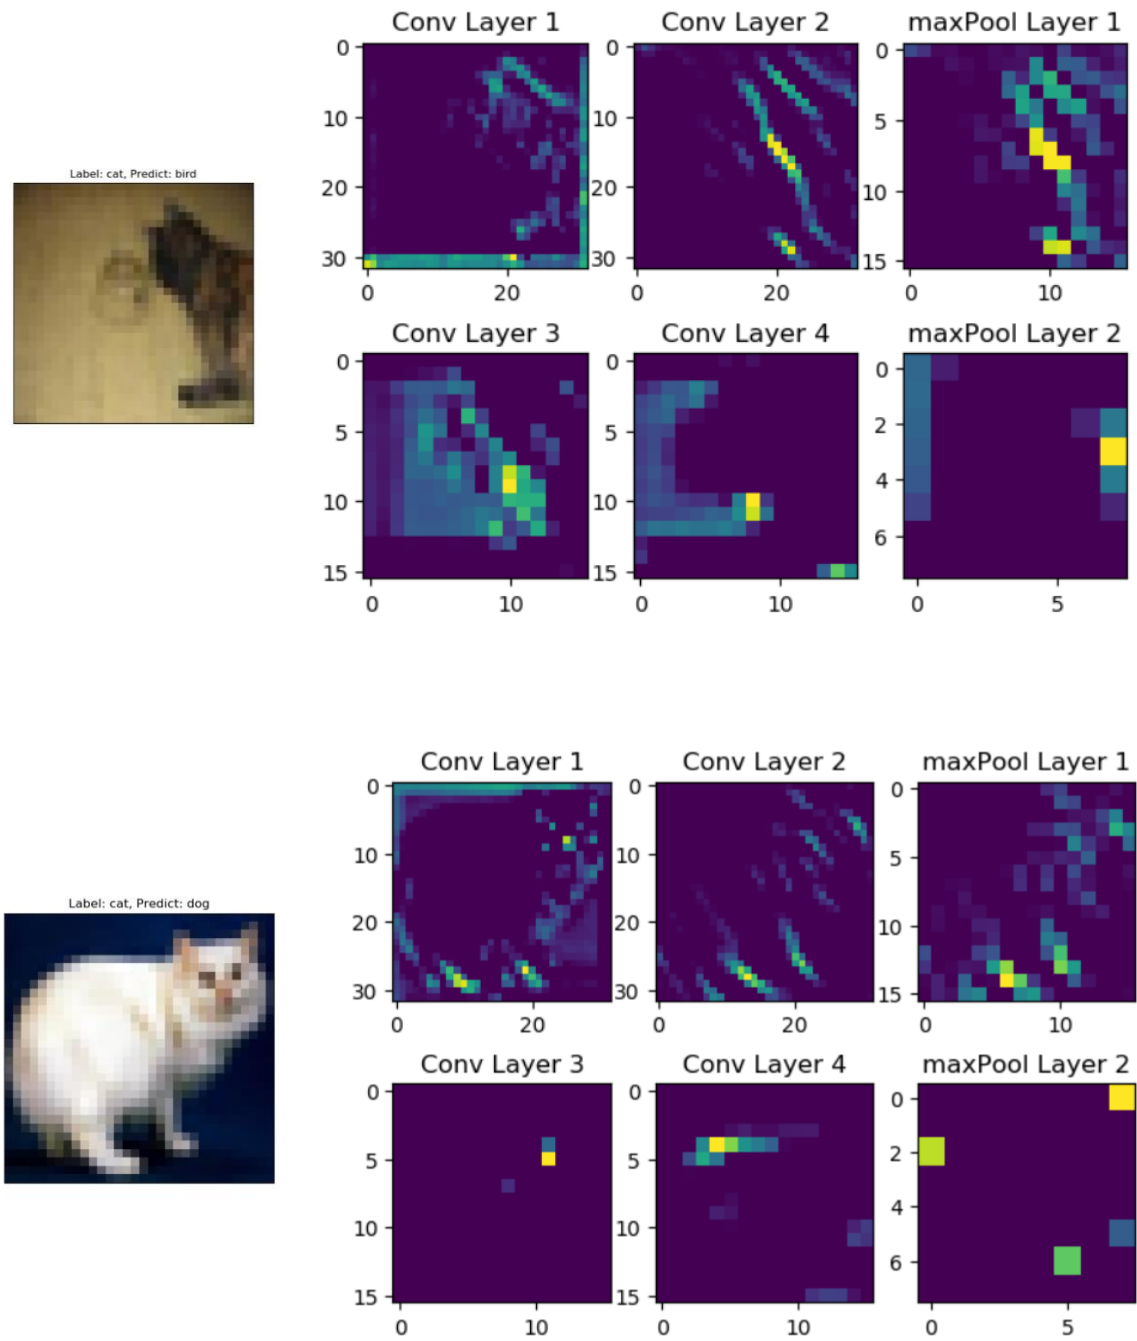 Conv Layer 1 Conv Layer 2 maxPool Layer 1
0 0 0
5
10 10
10
20 20
30 30 15
0 20 0 20 0 10
Label: cat, Predict: bird
Conv Layer 3 Conv Layer 4 maxPool Layer 2
0 0 0
5 5 2
10 10 4
6
15 15
0 10 0 10 0 5
Conv Layer 1 Conv Layer 2 maxPool Layer 1
0 0 0
5
10 10
10
20 20
30 30 15
0 20 0 20 0 10
Label: cat, Predict: dog
Conv Layer 3 Conv Layer 4 maxPool Layer 2
0 0 0
5 5 2
10 10 4
6
15 15
0 10 0 10 0 5